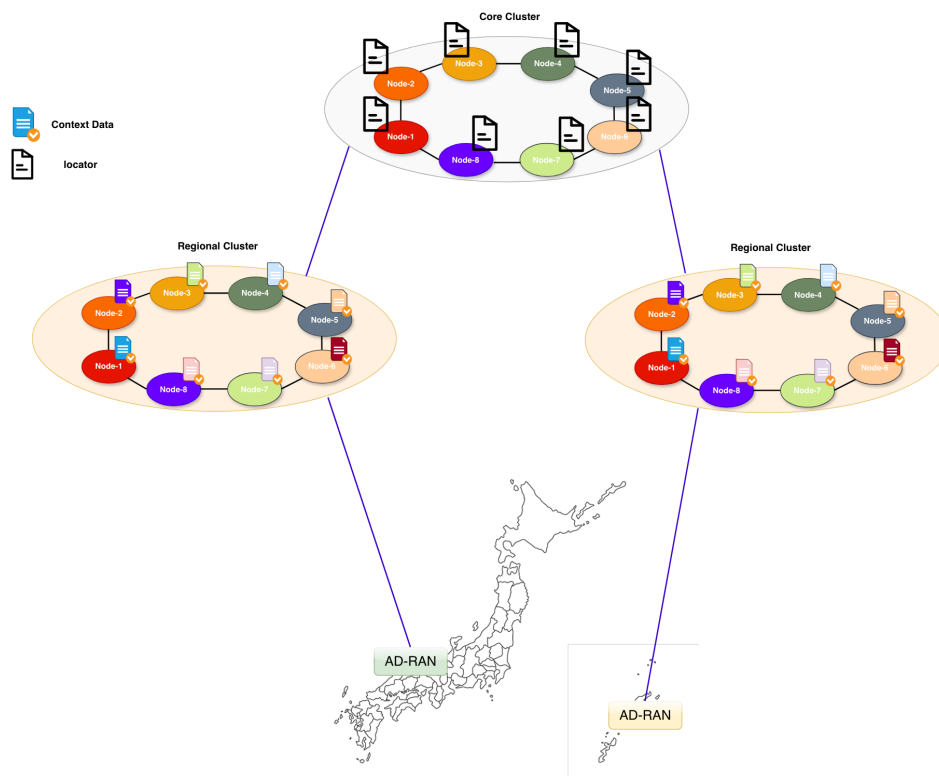 Core Cluster
Node-3
Node-4
Node-2
Node-5
Node-1
Node-6
Node-8
Node-7
Context Data
locator
Regional Cluster
Node-3
Node-4
Node-2
Node-5
Node-1
Node-6
Node-8
Node-7
Regional Cluster
Node-3
Node-4
Node-2
Node-5
Node-1
Node-6
Node-8
Node-7
AD-RAN
AD-RAN